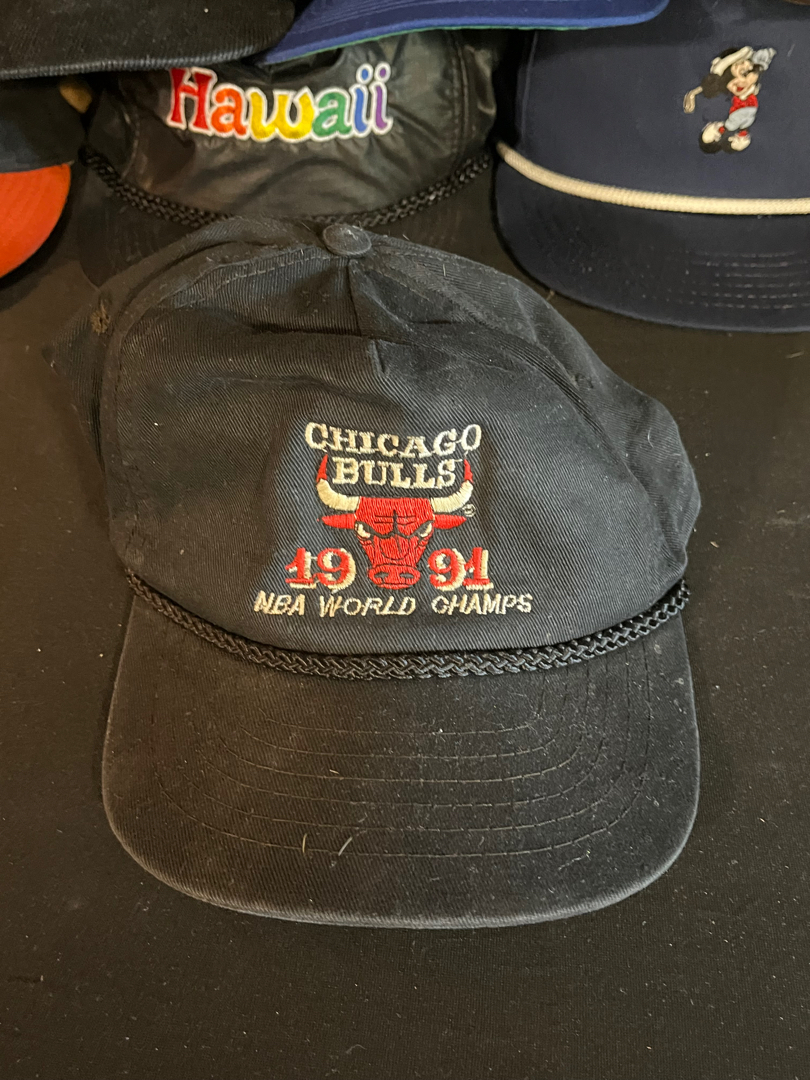 Hawaii
CHICAGO
BULLS
1991
NBA WORLD CHAMPS